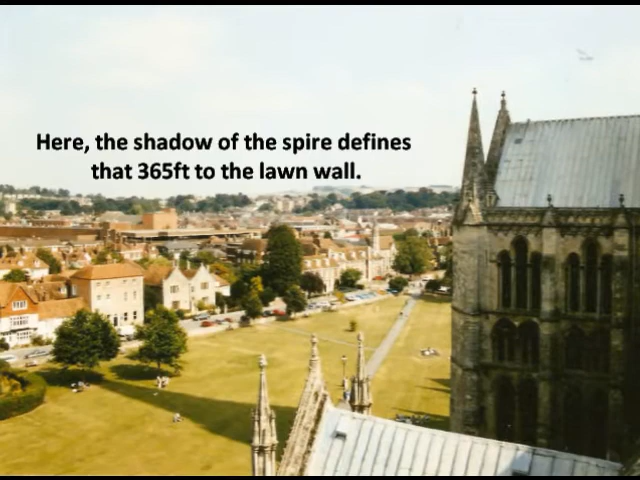 Here, the shadow of the spire defines
that 365ft to the lawn wall.